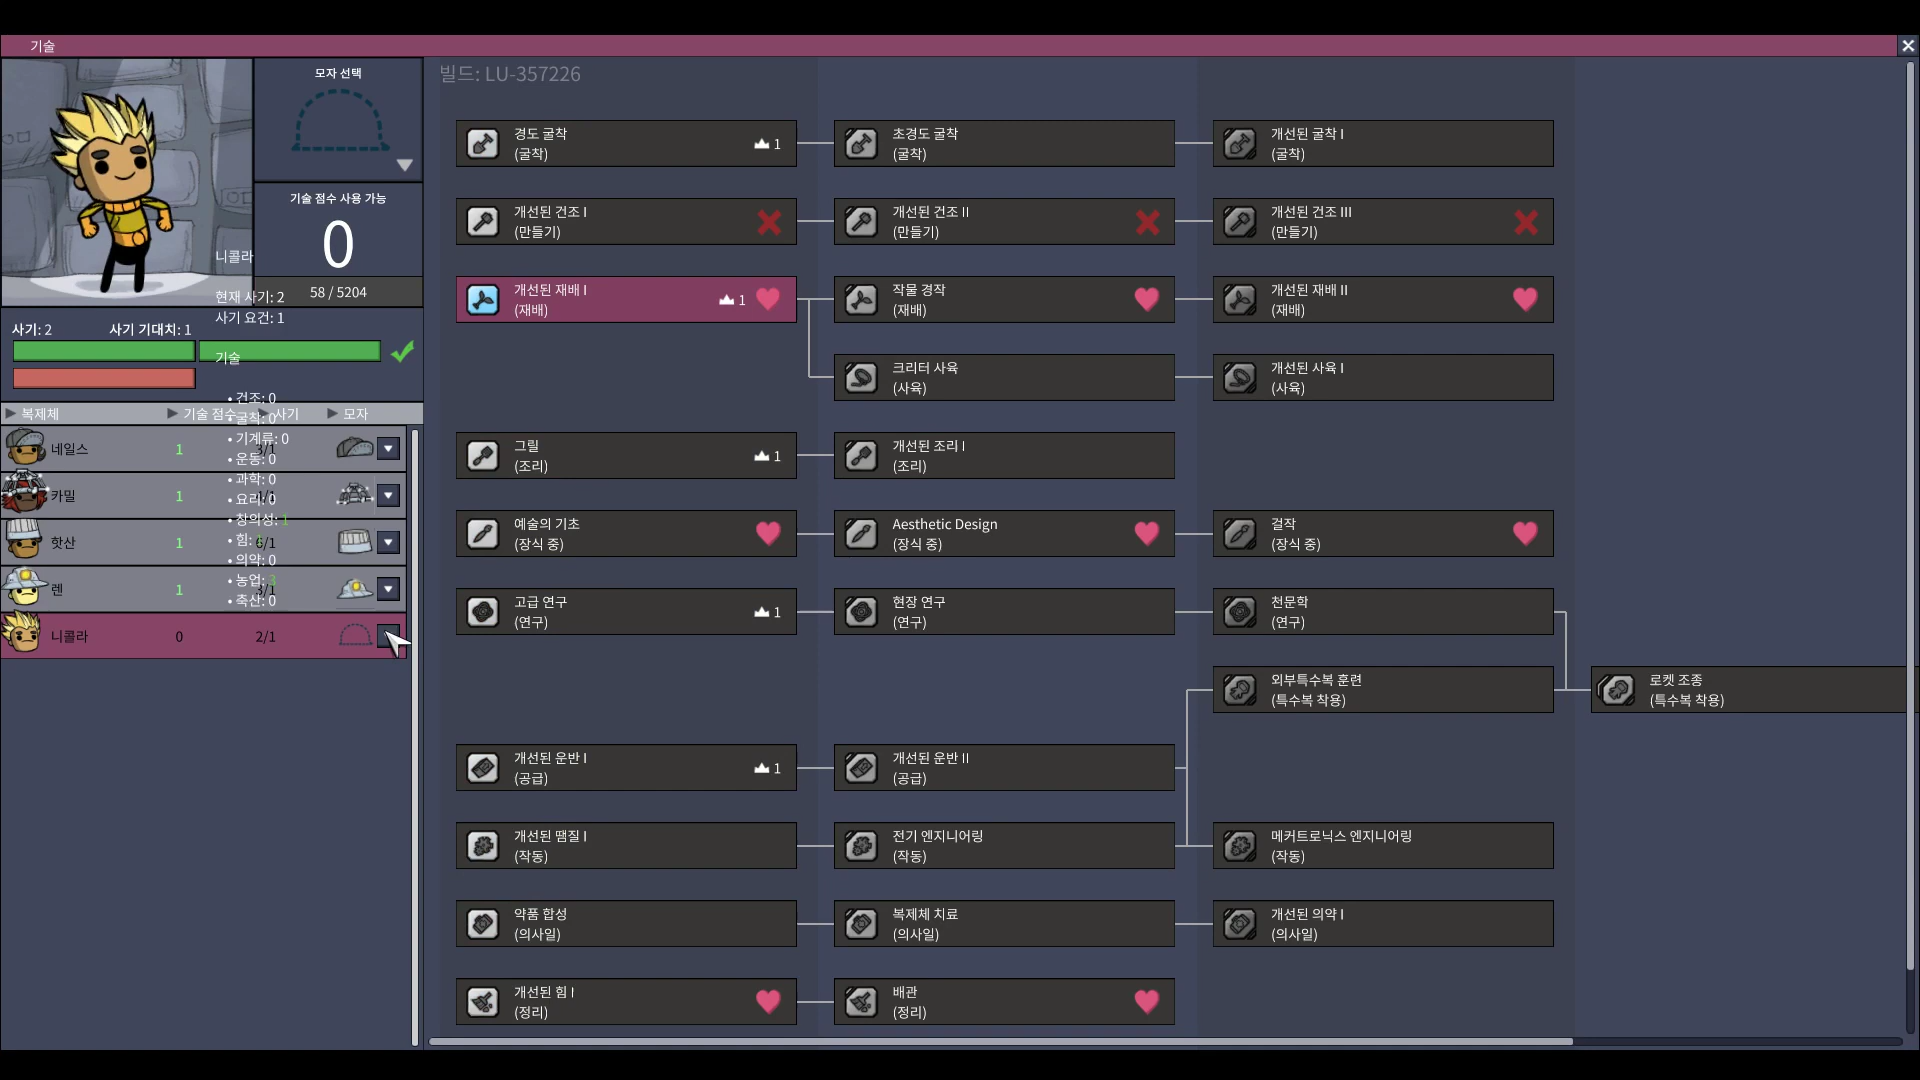 기술
모자 선택
기술 점수 사용 가능
0
58 / 5204
사기: 2
사기 기대치: 1
니콜라
현재 사기: 2
사기 요건: 1
기술
• 건조: 0
• 굴착: 0
• 기계류: 0
• 운동: 0
• 과학: 0
• 요리: 0
• 창의성: 1
• 힘:
• 의약: 0
• 농업: 3
• 축산: 0
복제체
기술 점수
사기
모자
네일스
1
3/1
카밀
1
/1
핫산
1
/1
렌
1
3/1
니콜라
0
2/1
빌드: LU-357226
경도 굴착
(굴착)
1
초경도 굴착
(굴착)
개선된 굴착 I
(굴착)
개선된 건조 I
(만들기)
개선된 건조 II
(만들기)
개선된 건조 III
(만들기)
개선된 재배 I
(재배)
1
작물 경작
(재배)
개선된 재배 II
(재배)
크리터 사육
(사육)
개선된 사육 I
(사육)
그릴
(조리)
1
개선된 조리 I
(조리)
예술의 기초
(장식 중)
Aesthetic Design
(장식 중)
걸작
(장식 중)
고급 연구
(연구)
1
현장 연구
(연구)
천문학
(연구)
외부특수복 훈련
(특수복 착용)
로켓 조종
(특수복 착용)
개선된 운반 I
(공급)
1
개선된 운반 II
(공급)
개선된 땜질 I
(작동)
전기 엔지니어링
(작동)
메커트로닉스 엔지니어링
(작동)
약품 합성
(의사일)
복제체 치료
(의사일)
개선된 의약 I
(의사일)
개선된 힘 I
(정리)
배관
(정리)